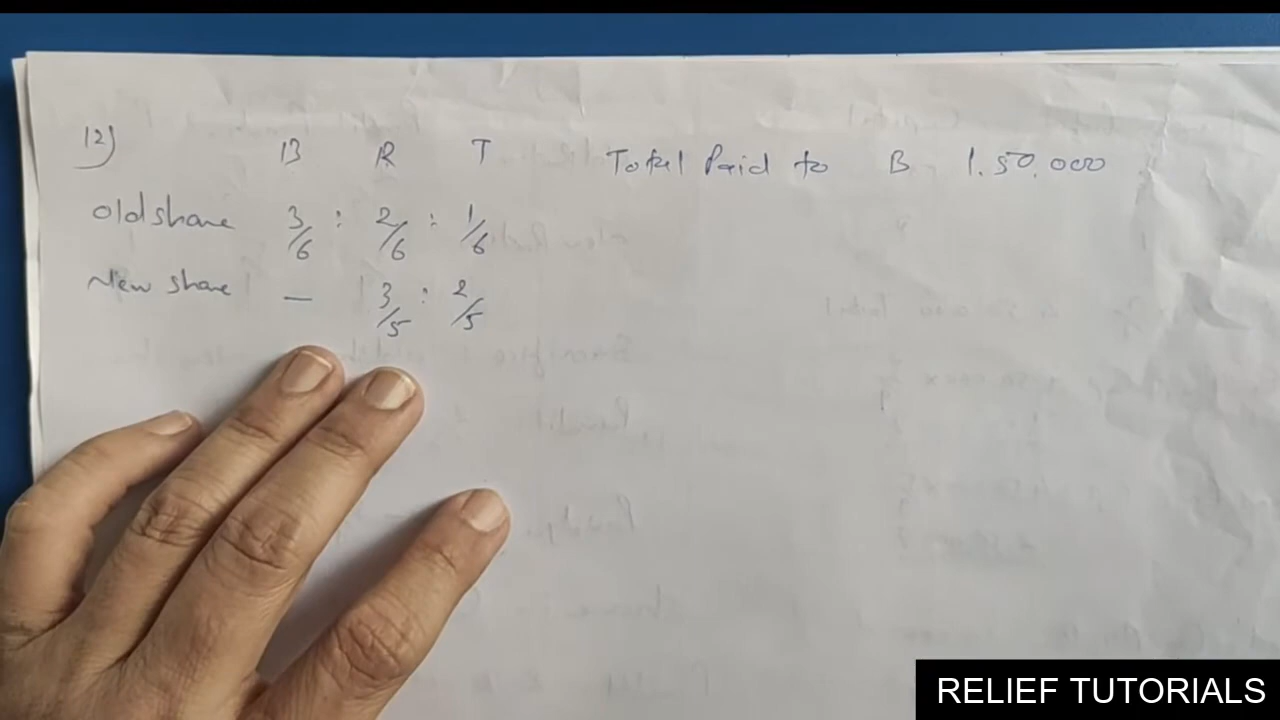 12) B R T Total Paid to B 1.50.000
Old share 3/6 : 2/6 : 1/6
New share — 3/5 : 2/5
RELIEF TUTORIALS